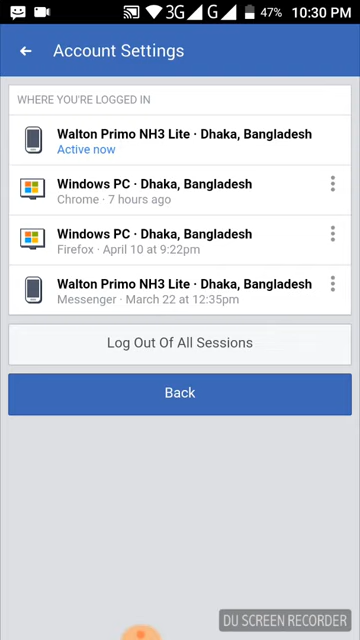 3G G 47% 10:30 PM
Account Settings
WHERE YOU'RE LOGGED IN
Walton Primo NH3 Lite · Dhaka, Bangladesh
Active now
Windows PC · Dhaka, Bangladesh
Chrome · 7 hours ago
Windows PC · Dhaka, Bangladesh
Firefox · April 10 at 9:22pm
Walton Primo NH3 Lite · Dhaka, Bangladesh
Messenger · March 22 at 12:35pm
Log Out Of All Sessions
Back
DU SCREEN RECORDER